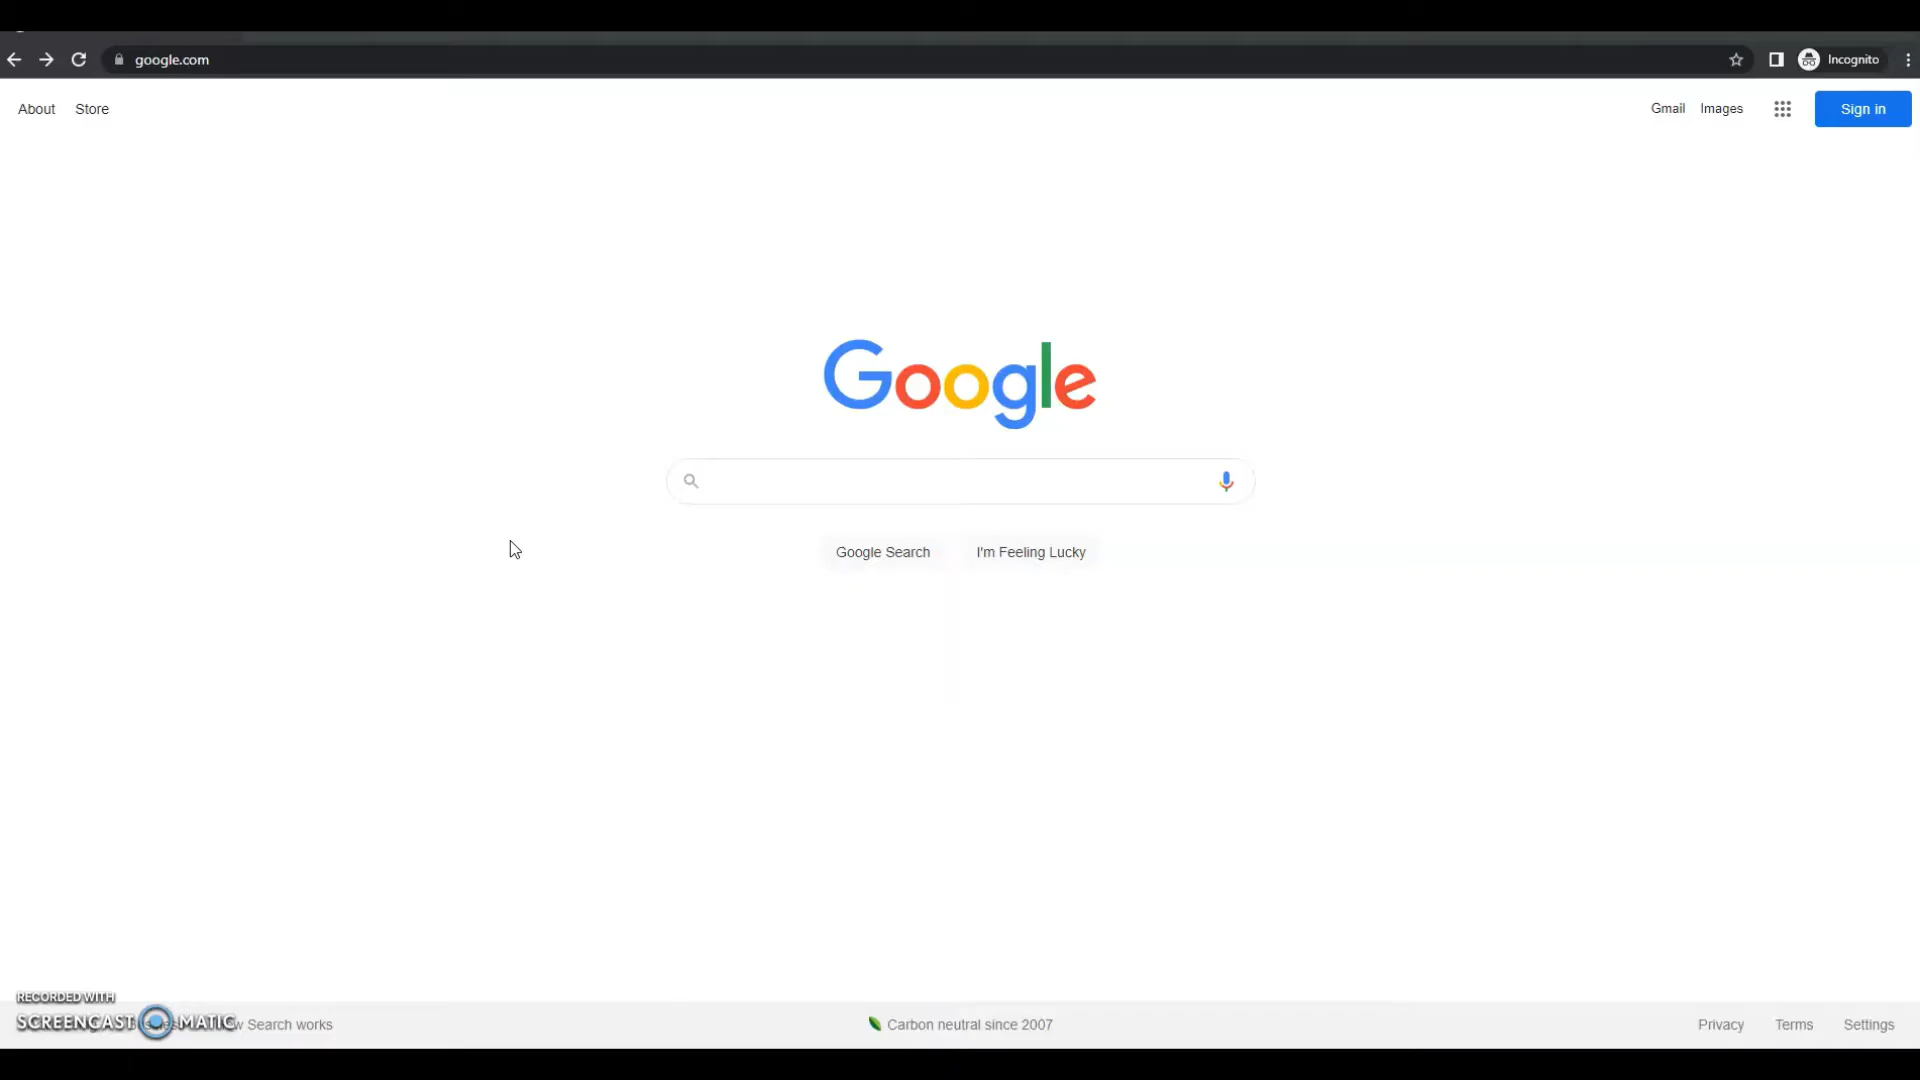 google.com
Incognito
About Store
Gmail Images
Sign in
Google
Google Search I'm Feeling Lucky
RECORDED WITH
SCREENCAST MATIC
Search works
Carbon neutral since 2007
Privacy Terms Settings